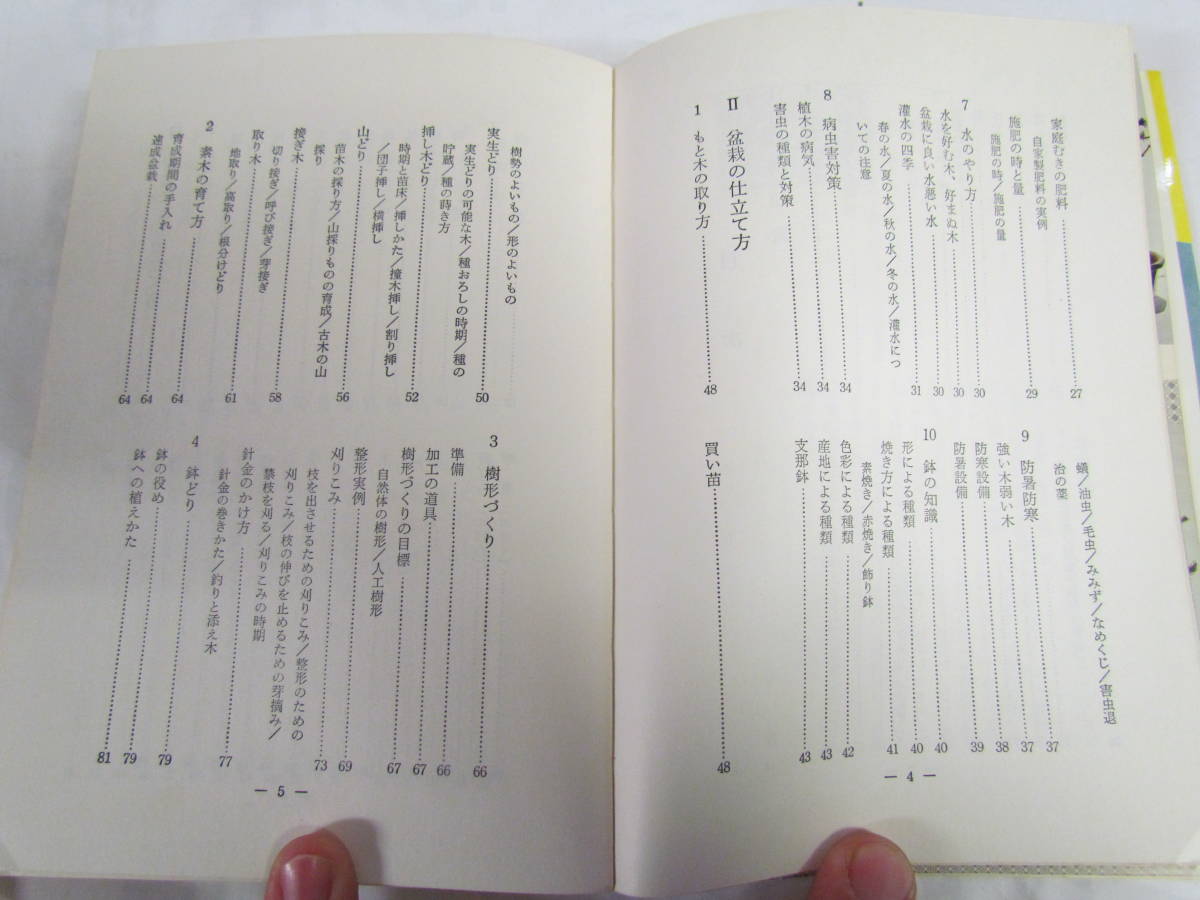 家庭むきの肥料……27
自家製肥料の実例
施肥の時と量……29
施肥の時/施肥の量
7 水のやり方……30
水を好む木、好まぬ木……30
盆栽に良い水悪い水……30
灌水の四季……31
春の水/夏の水/秋の水/冬の水/灌水につ
いての注意
8 病虫害対策……34
植木の病気……34
害虫の種類と対策……34
II 盆栽の仕立て方
1 もと木の取り方……48
蟻/油虫/毛虫/みみず/なめくじ/害虫退
治の薬
9 防暑防寒……37
強い木弱い木……37
防寒設備……38
防暑設備……39
10 鉢の知識……40
形による種類……40
焼き方による種類……41
素焼き/赤焼き/飾り鉢
色彩による種類……42
産地による種類……43
支那鉢……43
買い苗……48
— 4 —
樹勢のよいもの/形のよいもの
実生どり……50
実生どりの可能な木/種おろしの時期/種の
貯蔵/種の蒔き方
挿し木どり……52
時期と苗床/挿しかた/撞木挿し/割り挿し
/団子挿し/横挿し
山どり……56
苗木の採り方/山採りものの育成/古木の山
採り
接ぎ木……58
切り接ぎ/呼び接ぎ/芽接ぎ
取り木……61
地取り/高取り/根分けどり
2 素木の育て方……64
育成期間の手入れ……64
速成盆栽……64
3 樹形づくり……66
準備……66
加工の道具……67
樹形づくりの目標……67
自然体の樹形/人工樹形
整形実例……69
刈りこみ……73
枝を出させるための刈りこみ/整形のための
刈りこみ/枝の伸びを止めるための芽摘み/
禁枝を刈る/刈りこみの時期
針金のかけ方……77
針金の巻きかた/釣りと添え木
4 鉢どり……79
鉢の役め……79
鉢への植えかた……81
— 5 —